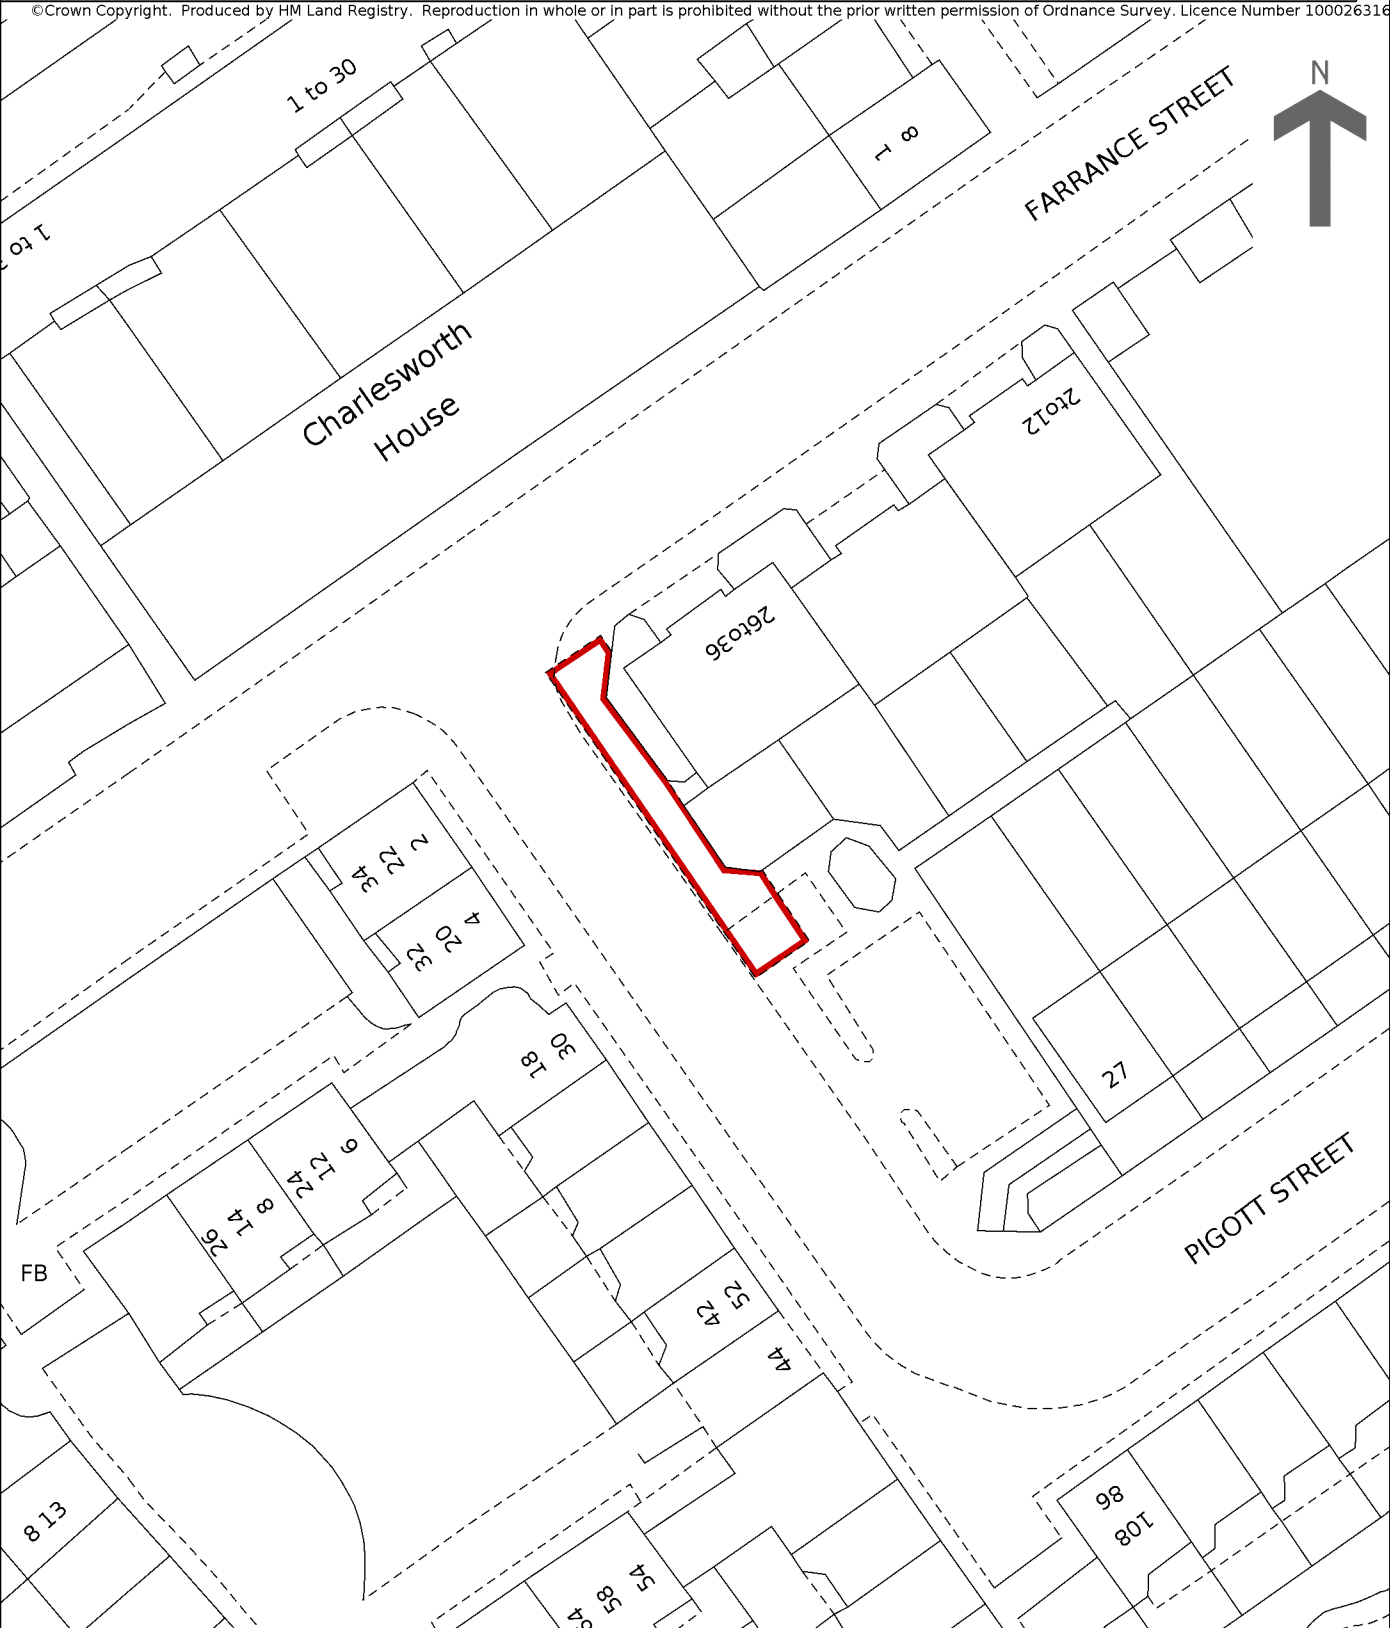 ©Crown Copyright. Produced by HM Land Registry. Reproduction in whole or in part is prohibited without the prior written permission of Ordnance Survey. Licence Number 100026316
N
1 to 30
FARRANCE STREET
8
1
1 to
Charlesworth
House
2to12
26to36
2
22
34
4
20
32
30
18
27
6
12
24
8
14
26
PIGOTT STREET
FB
52
42
44
8 13
86
108
54
58